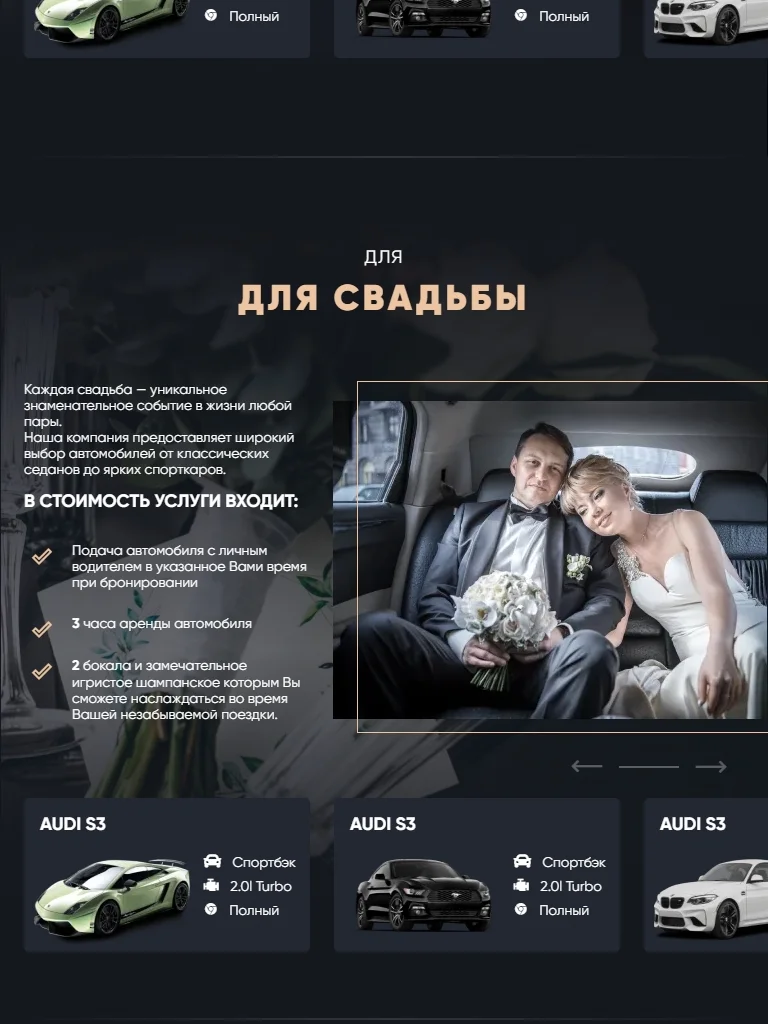 Полный
Полный
ДЛЯ
ДЛЯ СВАДЬБЫ
Каждая свадьба — уникальное
знаменательное событие в жизни любой
пары.
Наша компания предоставляет широкий
выбор автомобилей от классических
седанов до ярких спорткаров.
В СТОИМОСТЬ УСЛУГИ ВХОДИТ:
Подача автомобиля с личным
водителем в указанное Вами время
при бронировании
3 часа аренды автомобиля
2 бокала и замечательное
игристое шампанское которым Вы
сможете наслаждаться во время
Вашей незабываемой поездки.
AUDI S3
Спортбэк
2.0l Turbo
Полный
AUDI S3
Спортбэк
2.0l Turbo
Полный
AUDI S3